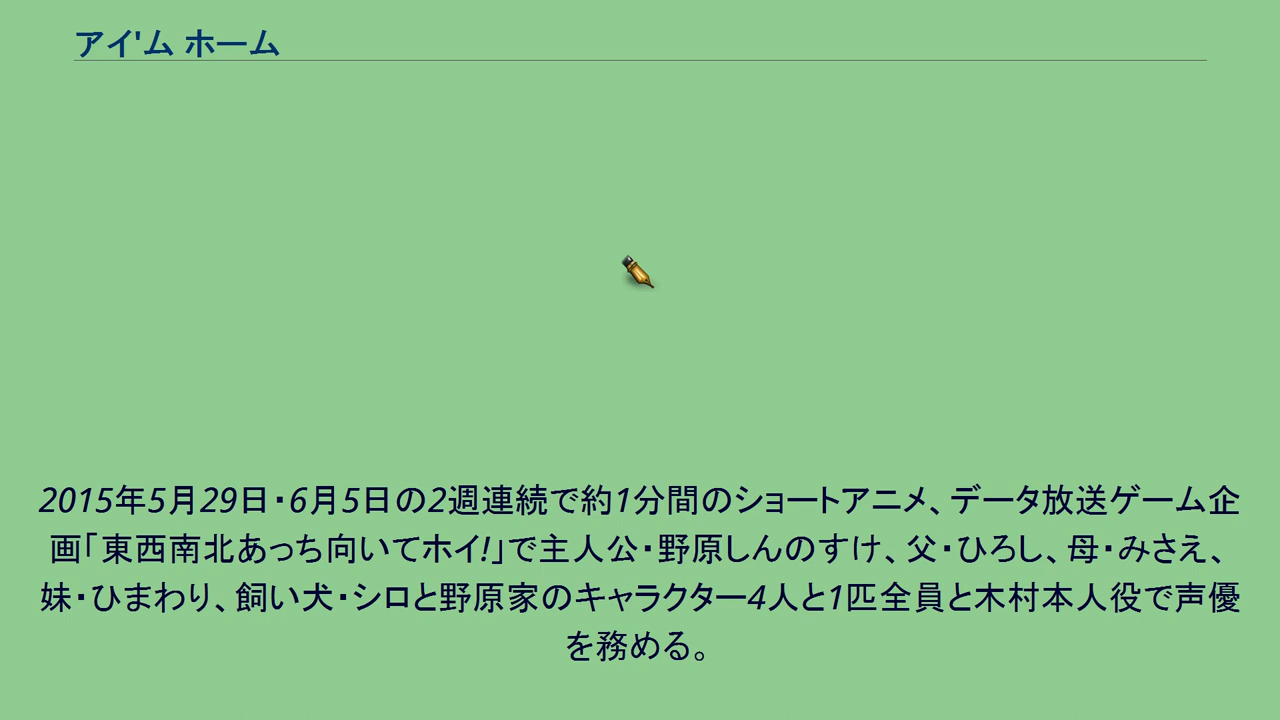 アイ'ム ホーム
2015年5月29日・6月5日の2週連続で約1分間のショートアニメ、データ放送ゲーム企
画「東西南北あっち向いてホイ!」で主人公・野原しんのすけ、父・ひろし、母・みさえ、
妹・ひまわり、飼い犬・シロと野原家のキャラクター4人と1匹全員と木村本人役で声優
を務める。